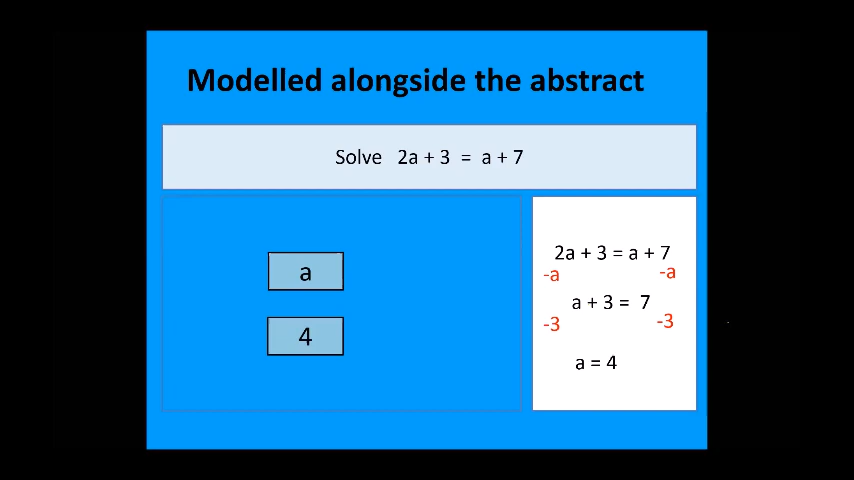 Modelled alongside the abstract
Solve 2a + 3 = a + 7
a
4
2a + 3 = a + 7
-a -a
a + 3 = 7
-3 -3
a = 4